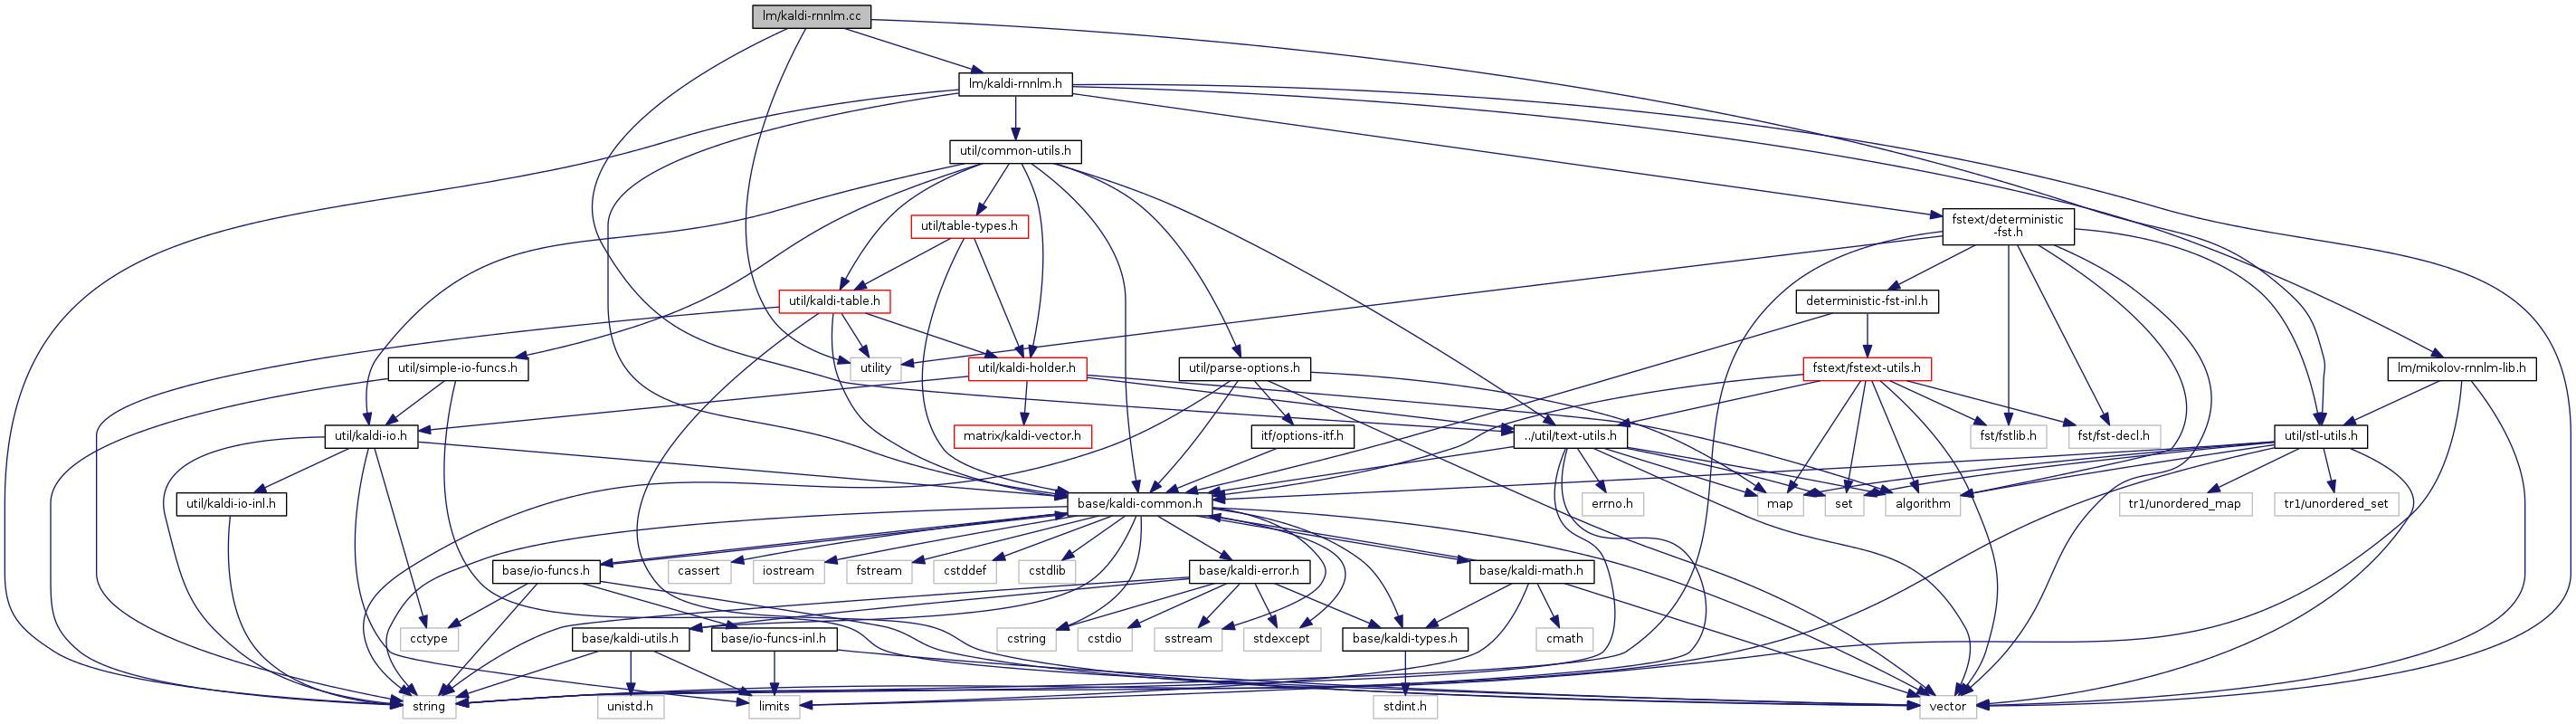 lm/kaldi-rnnlm.cc
lm/kaldi-rnnlm.h
util/common-utils.h
fstext/deterministic
-fst.h
util/table-types.h
util/kaldi-table.h
deterministic-fst-inl.h
util/simple-io-funcs.h
utility
util/kaldi-holder.h
util/parse-options.h
fstext/fstext-utils.h
lm/mikolov-rnnlm-lib.h
util/kaldi-io.h
matrix/kaldi-vector.h
itf/options-itf.h
../util/text-utils.h
fst/fstlib.h
fst/fst-decl.h
util/stl-utils.h
util/kaldi-io-inl.h
base/kaldi-common.h
errno.h
map
set
algorithm
tr1/unordered_map
tr1/unordered_set
base/io-funcs.h
cassert
iostream
fstream
cstddef
cstdlib
base/kaldi-error.h
base/kaldi-math.h
cctype
base/kaldi-utils.h
base/io-funcs-inl.h
cstring
cstdio
sstream
stdexcept
base/kaldi-types.h
cmath
string
unistd.h
limits
stdint.h
vector